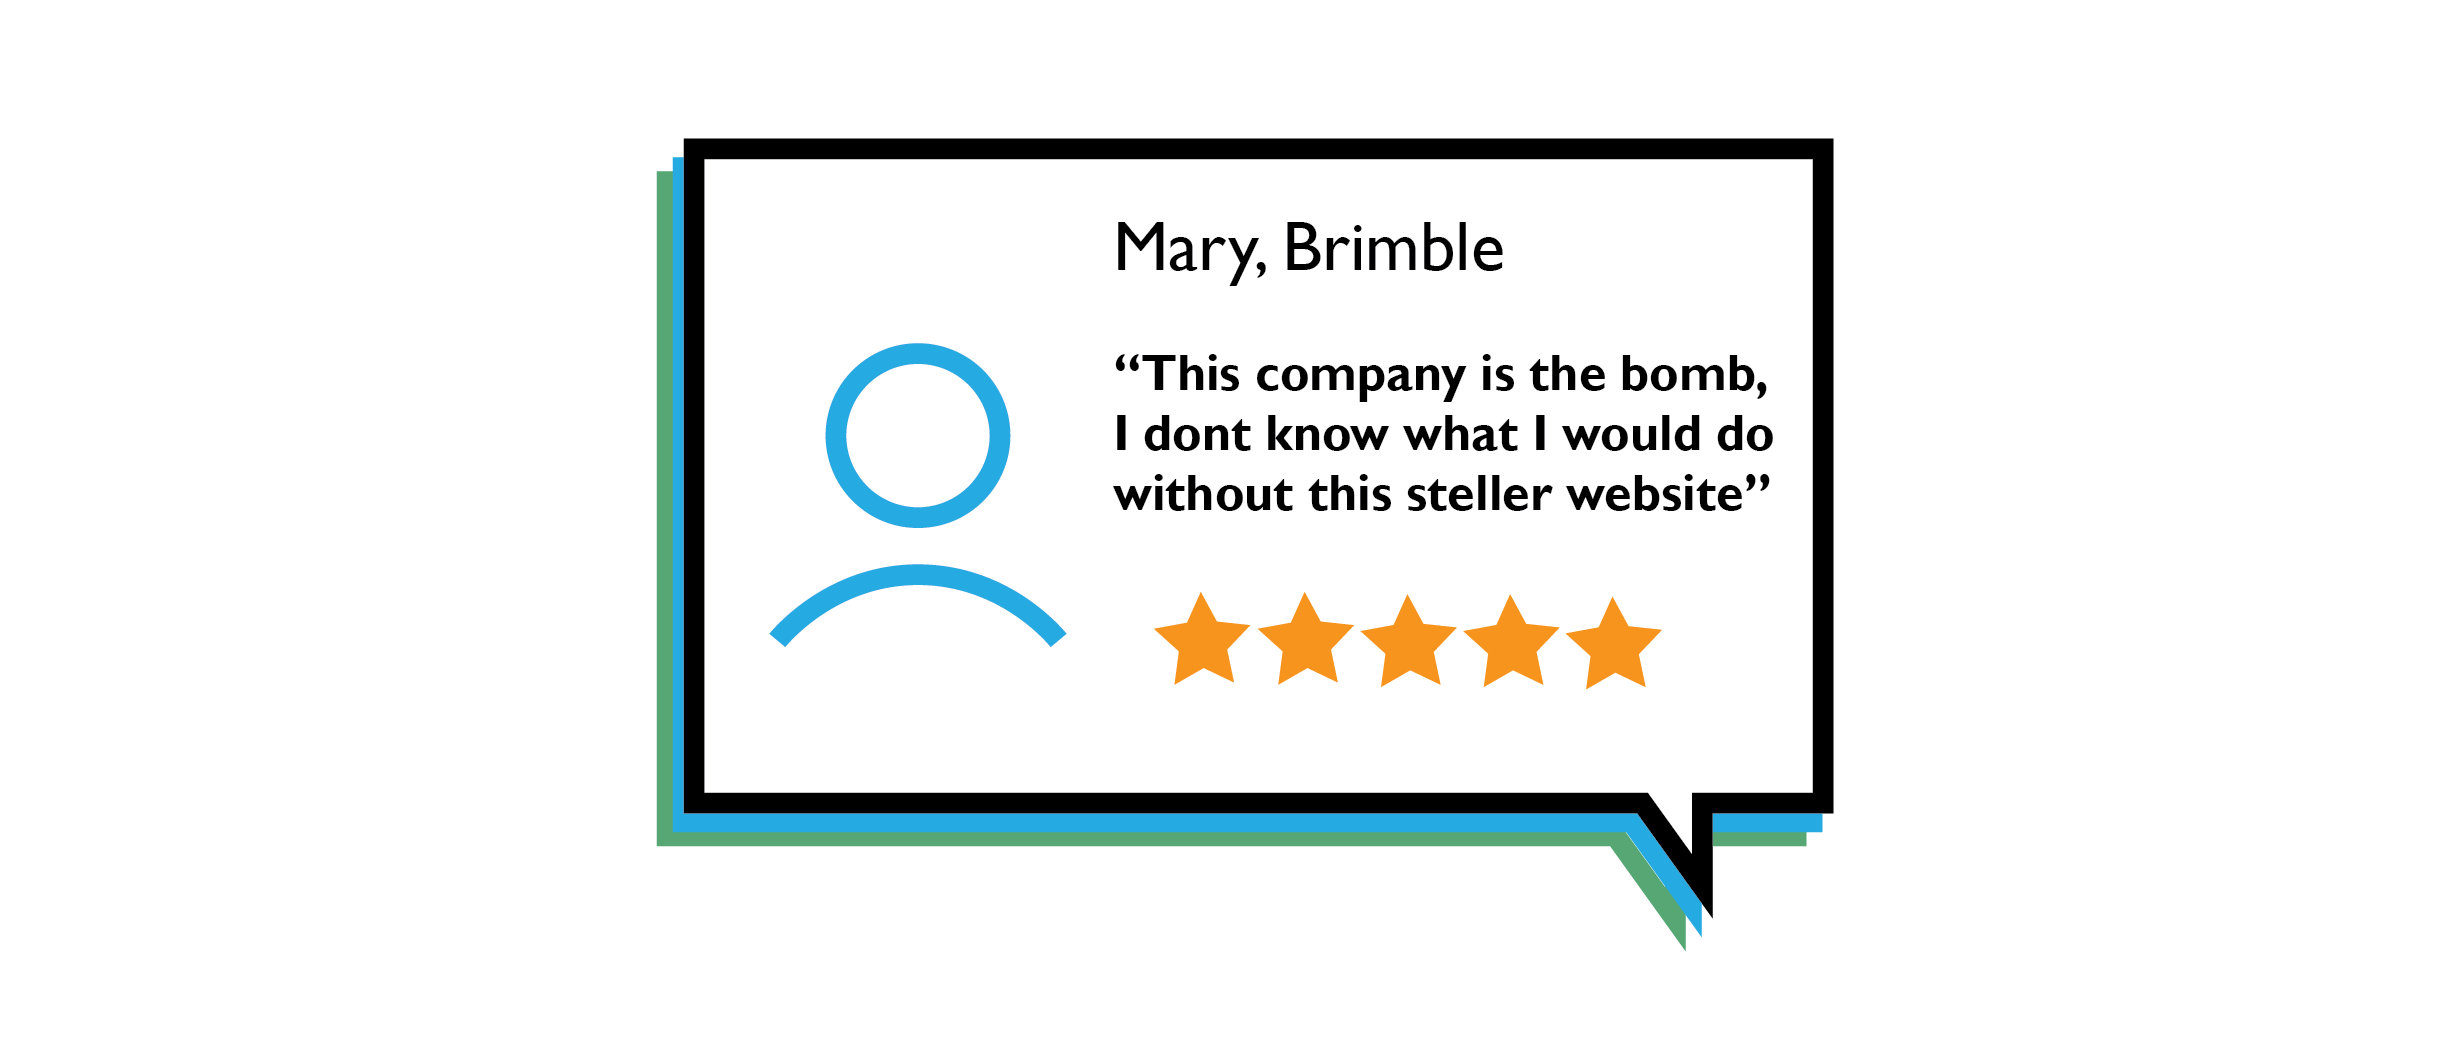 Mary, Brimble
“This company is the bomb,
I dont know what I would do
without this steller website”